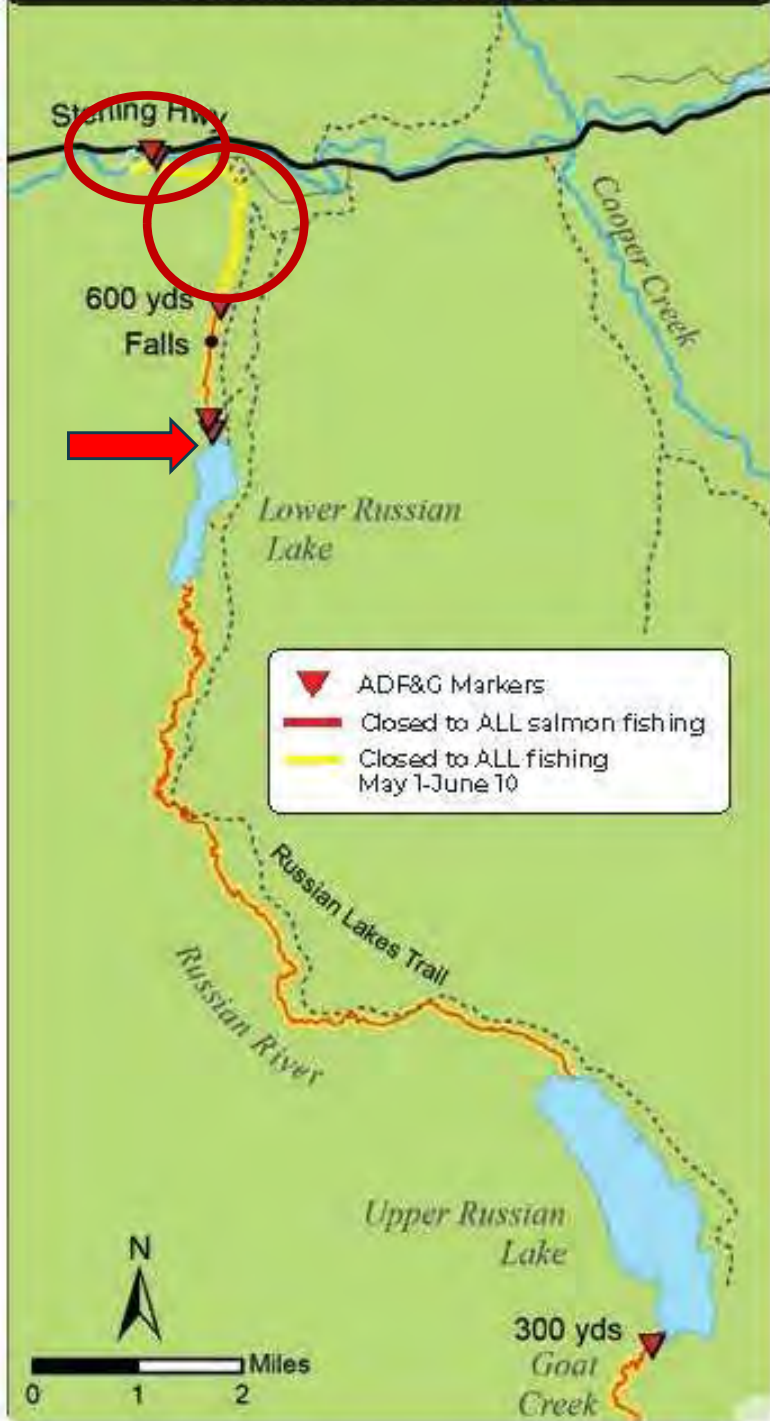 Sterling Hwy
Cooper Creek
600 yds
Falls
Lower Russian
Lake
ADF&G Markers
Closed to ALL salmon fishing
Closed to ALL fishing
May 1-June 10
Russian Lakes Trail
Russian River
Upper Russian
Lake
N
300 yds
Goat
Creek
Miles
0 1 2